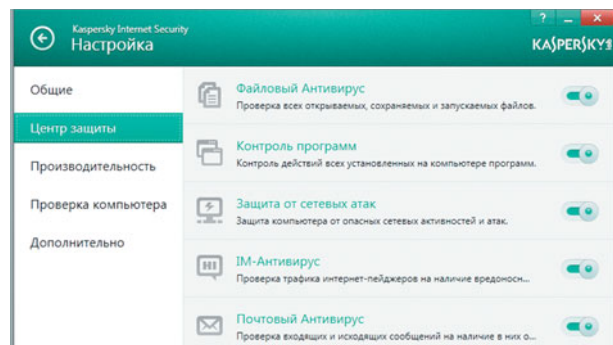 Kaspersky Internet Security
Настройка
KASPERSKY
Общие
Центр защиты
Производительность
Проверка компьютера
Дополнительно
Файловый Антивирус
Проверка всех открываемых, сохраняемых и запускаемых файлов.
Контроль программ
Контроль действий всех установленных на компьютере программ.
Защита от сетевых атак
Защита компьютера от опасных сетевых активностей и атак.
IM-Антивирус
Проверка трафика интернет-пейджеров на наличие вредоносн...
Почтовый Антивирус
Проверка входящих и исходящих сообщений на наличие в них о...